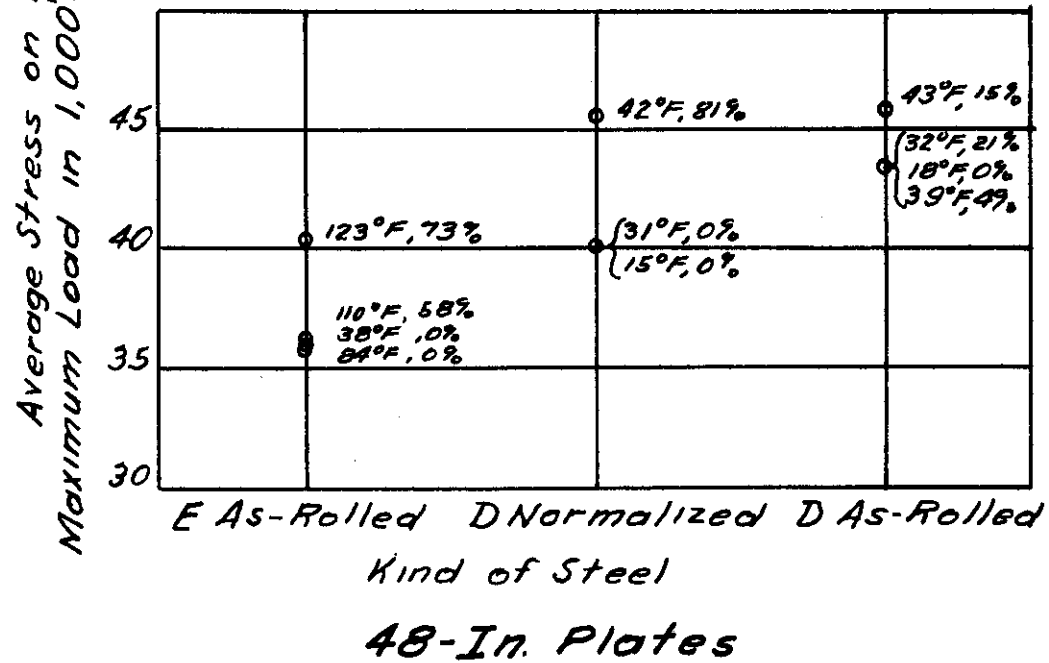 Average Stress on
Maximum Load in 1,000
45
40
35
30
42°F, 81%
43°F, 15%
32°F, 21%
18°F, 0%
39°F, 4%
123°F, 73%
31°F, 0%
15°F, 0%
110°F, 58%
38°F, 0%
84°F, 0%
E As-Rolled D Normalized D As-Rolled
Kind of Steel
48-In. Plates